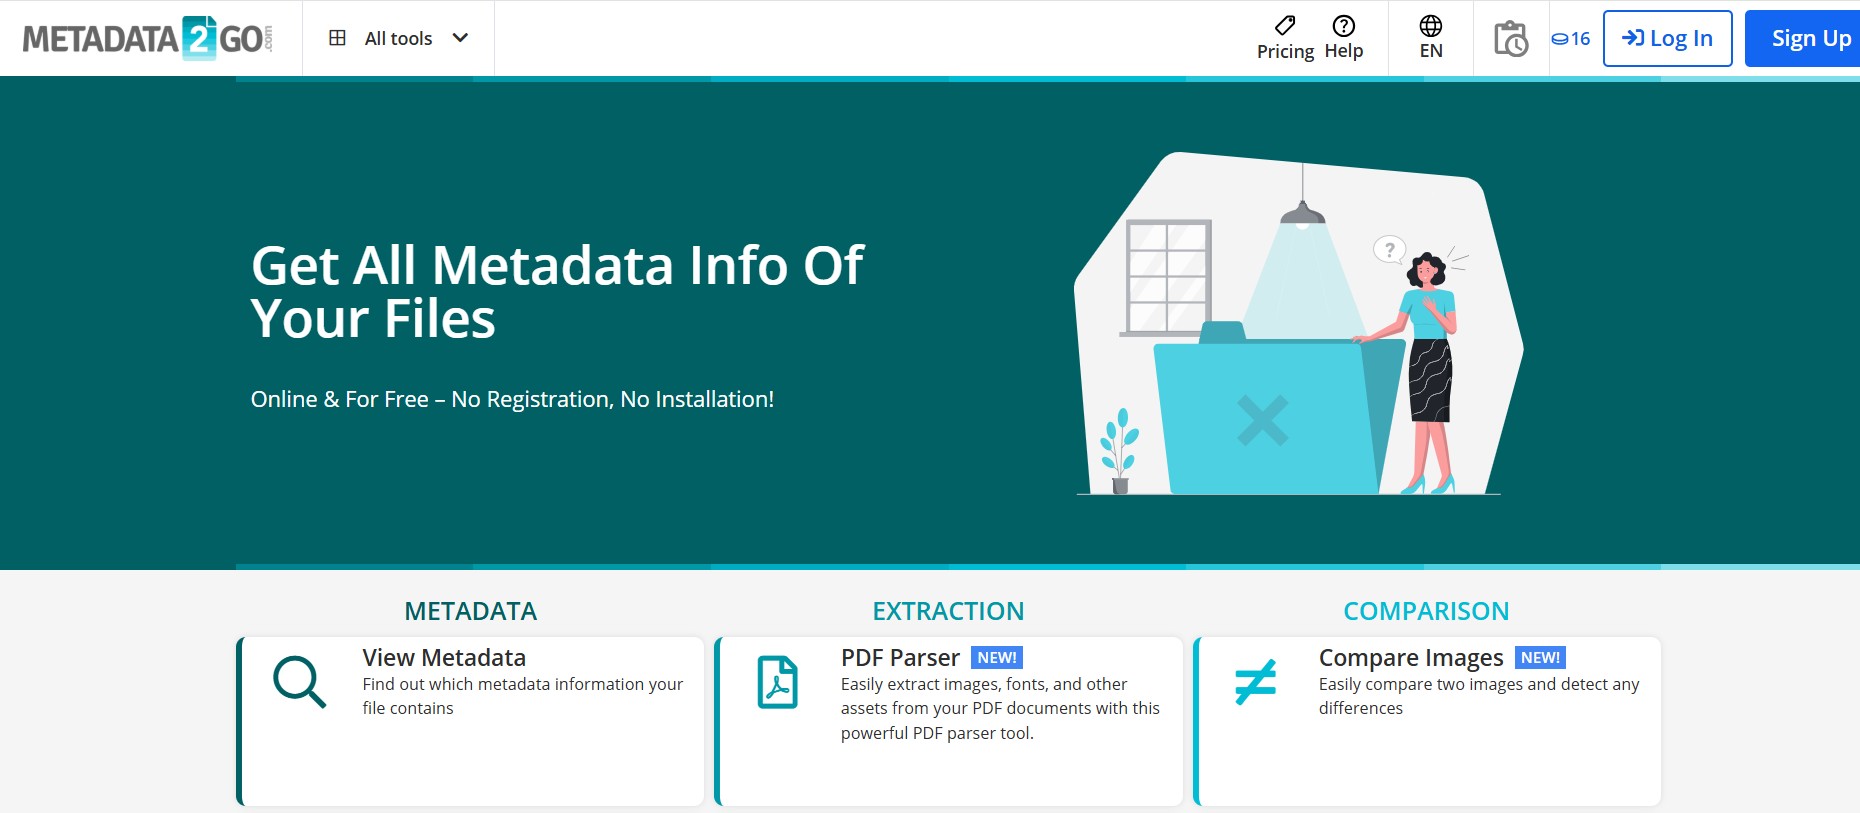 METADATA 2 GO .com
All tools
Pricing
Help
EN
16
Log In
Sign Up
Get All Metadata Info Of
Your Files
Online & For Free – No Registration, No Installation!
?
METADATA
View Metadata
Find out which metadata information your
file contains
EXTRACTION
PDF Parser NEW!
Easily extract images, fonts, and other
assets from your PDF documents with this
powerful PDF parser tool.
COMPARISON
Compare Images NEW!
Easily compare two images and detect any
differences